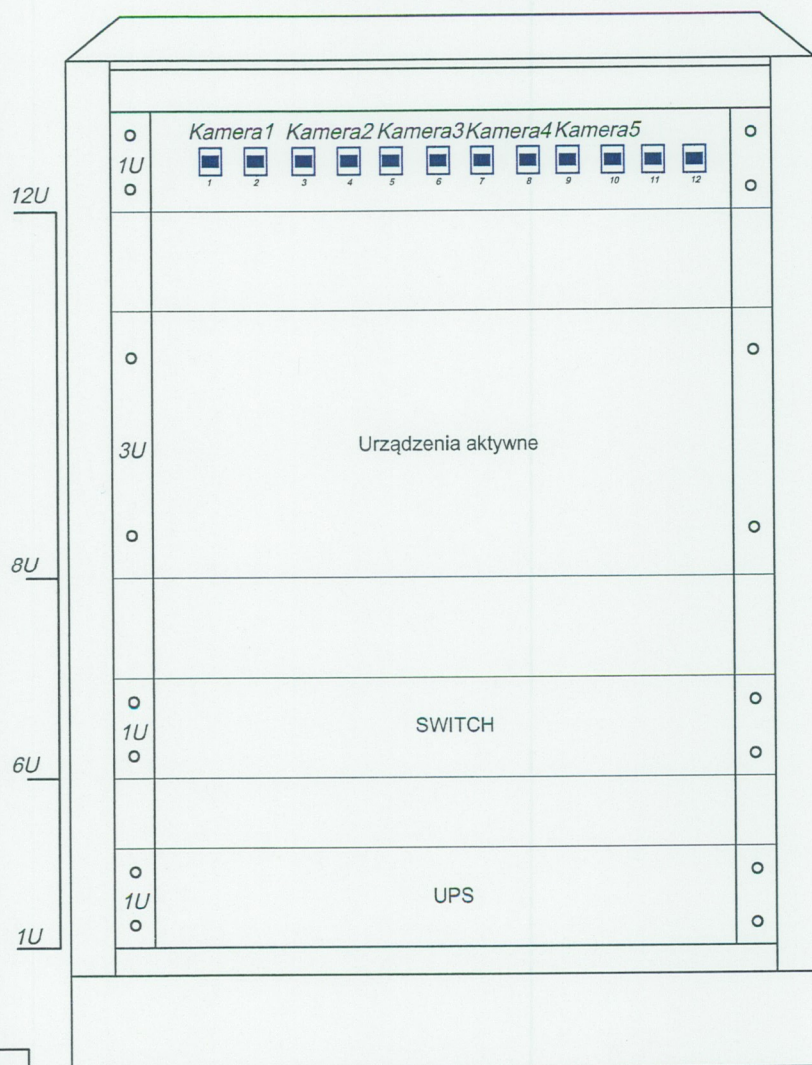 Kamera1 Kamera2 Kamera3 Kamera4 Kamera5
1U
1 2 3 4 5 6 7 8 9 10 11 12
12U
3U
Urządzenia aktywne
8U
1U
SWITCH
6U
1U
UPS
1U